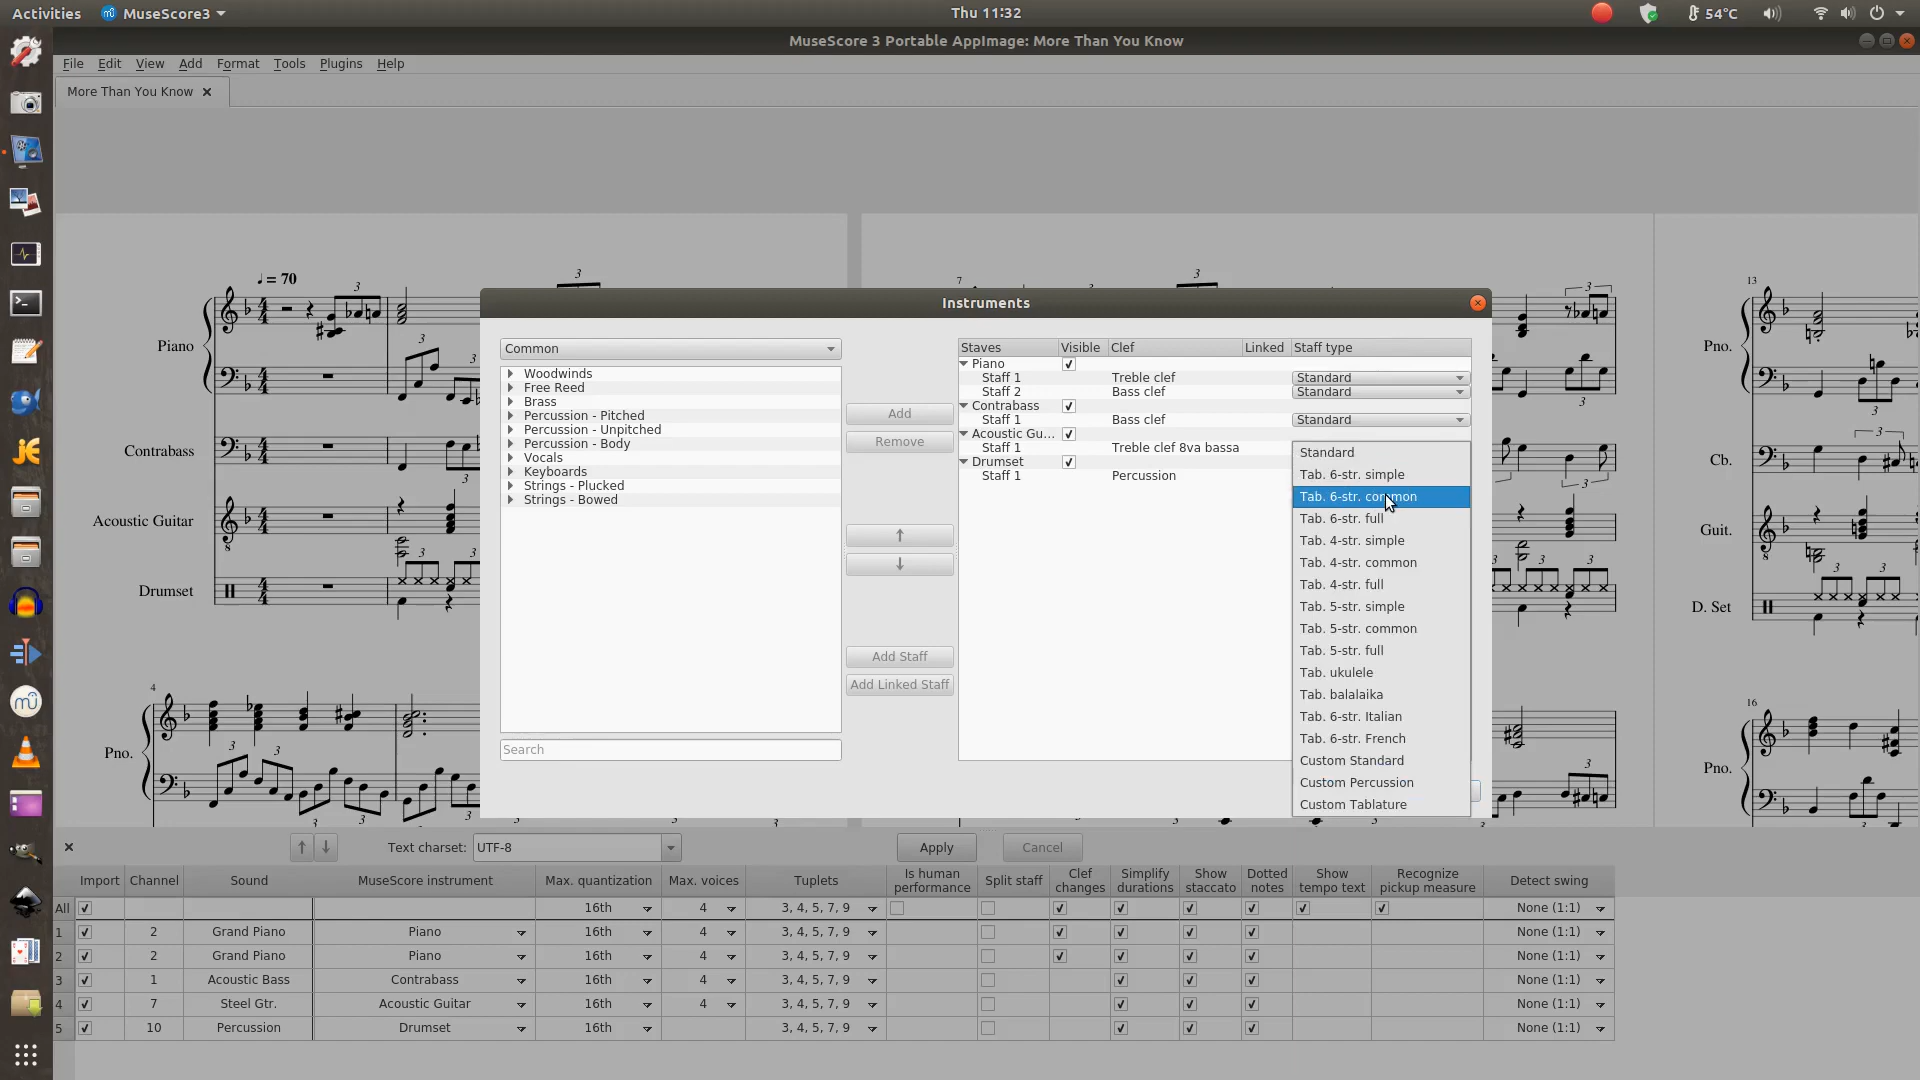 Activities MuseScore3 Thu 11:32 54°C
MuseScore 3 Portable AppImage: More Than You Know
File Edit View Add Format Tools Plugins Help
More Than You Know
♩ = 70
3 3 3 3 3
7 13
Piano
Pno.
Contrabass
Cb.
Acoustic Guitar
Guit.
Drumset
D. Set
4 16
Pno.
Pno.
Instruments
Common
Woodwinds
Free Reed
Brass
Percussion - Pitched
Percussion - Unpitched
Percussion - Body
Vocals
Keyboards
Strings - Plucked
Strings - Bowed
Search
Add
Remove
↑
↓
Add Staff
Add Linked Staff
Staves Visible Clef Linked Staff type
Piano
Staff 1 Treble clef Standard
Staff 2 Bass clef Standard
Contrabass
Staff 1 Bass clef Standard
Acoustic Gu...
Staff 1 Treble clef 8va bassa
Drumset
Staff 1 Percussion
Standard
Tab. 6-str. simple
Tab. 6-str. common
Tab. 6-str. full
Tab. 4-str. simple
Tab. 4-str. common
Tab. 4-str. full
Tab. 5-str. simple
Tab. 5-str. common
Tab. 5-str. full
Tab. ukulele
Tab. balalaika
Tab. 6-str. Italian
Tab. 6-str. French
Custom Standard
Custom Percussion
Custom Tablature
Text charset: UTF-8 Apply Cancel
Import Channel Sound MuseScore instrument Max. quantization Max. voices Tuplets Is human performance Split staff Clef changes Simplify durations Show staccato Dotted notes Show tempo text Recognize pickup measure Detect swing
All 16th 4 3, 4, 5, 7, 9 None (1:1)
1 2 Grand Piano Piano 16th 4 3, 4, 5, 7, 9 None (1:1)
2 2 Grand Piano Piano 16th 4 3, 4, 5, 7, 9 None (1:1)
3 1 Acoustic Bass Contrabass 16th 4 3, 4, 5, 7, 9 None (1:1)
4 7 Steel Gtr. Acoustic Guitar 16th 4 3, 4, 5, 7, 9 None (1:1)
5 10 Percussion Drumset 16th 3, 4, 5, 7, 9 None (1:1)